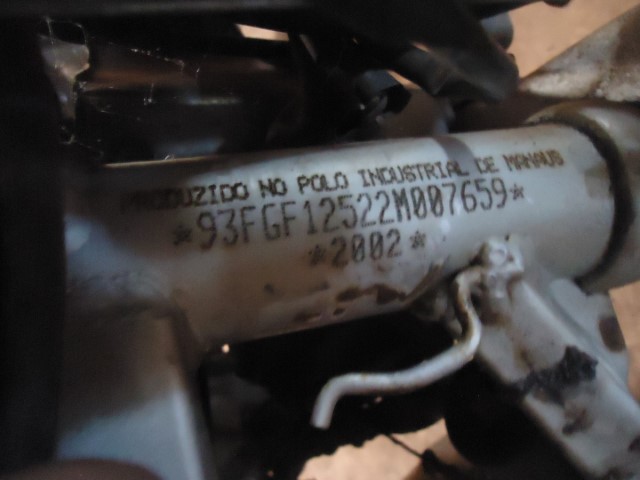 PRODUZIDO NO POLO INDUSTRIAL DE MANAUS
*93FGF12522M007659*
*2002*